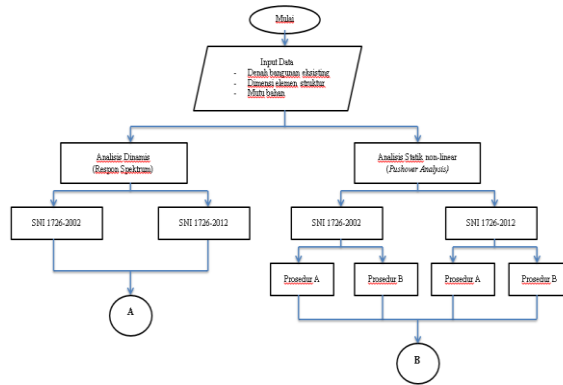 Mulai
Input Data
- Denah bangunan eksisting
- Dimensi elemen struktur
- Mutu bahan
Analisis Dinamis
(Respon Spektrum)
Analisis Statik non-linear
(Pushover Analysis)
SNI 1726-2002
SNI 1726-2012
SNI 1726-2002
SNI 1726-2012
Prosedur A
Prosedur B
Prosedur A
Prosedur B
A
B